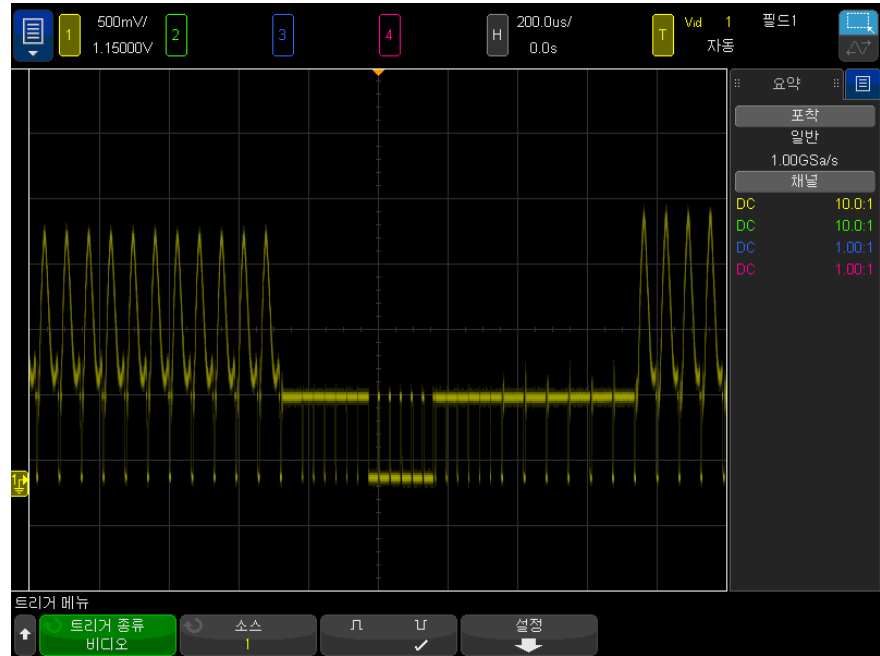 1 500mV/ 1.15000V 2 3 4 H 200.0us/ 0.0s T Vid 1 자동 필드1
요약
포착
일반
1.00GSa/s
채널
DC 10.0:1
DC 10.0:1
DC 1.00:1
DC 1.00:1
트리거 메뉴
트리거 종류
비디오
소스
1
설정